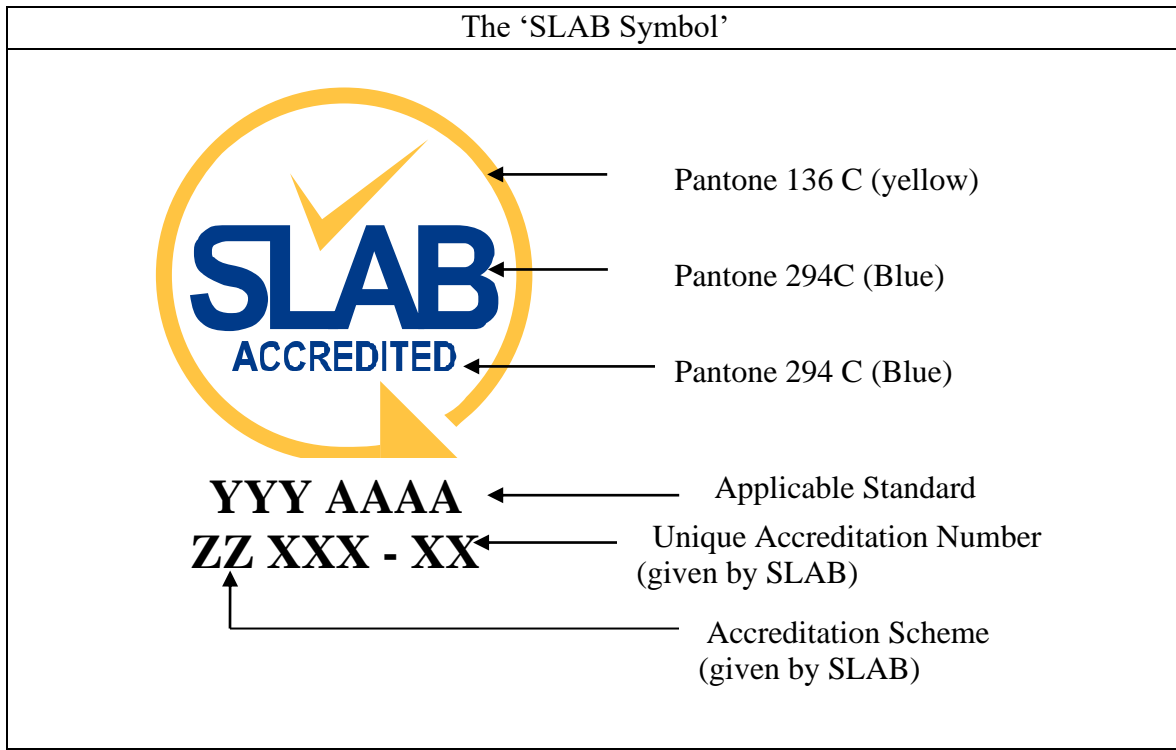 The ‘SLAB Symbol’
Pantone 136 C (yellow)
SLAB
Pantone 294C (Blue)
ACCREDITED
Pantone 294 C (Blue)
YYY AAAA
Applicable Standard
ZZ XXX - XX
Unique Accreditation Number
(given by SLAB)
Accreditation Scheme
(given by SLAB)